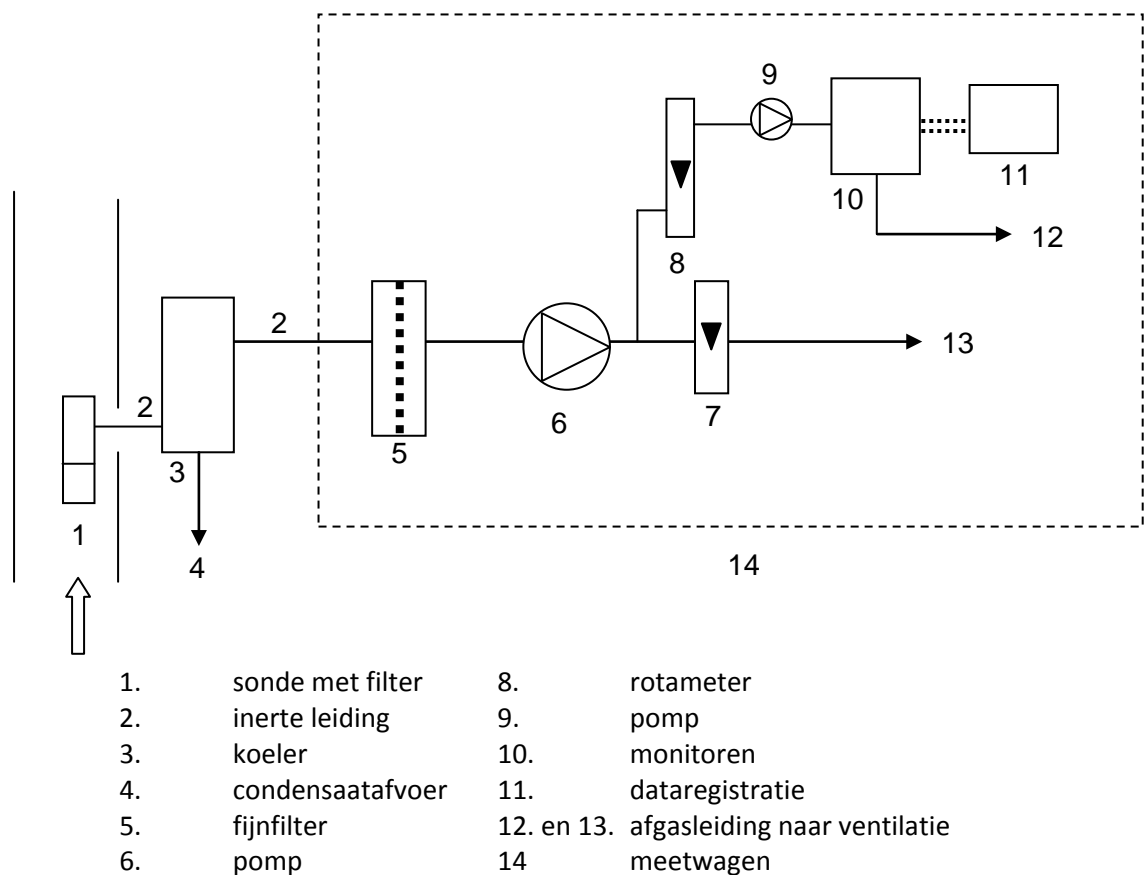 9
11
10
12
8
2
13
2
7
6
5
3
1
4
14
1. sonde met filter 8. rotameter
2. inerte leiding 9. pomp
3. koeler 10. monitoren
4. condensaatafvoer 11. dataregistratie
5. fijnfilter 12. en 13. afgasleiding naar ventilatie
6. pomp 14 meetwagen